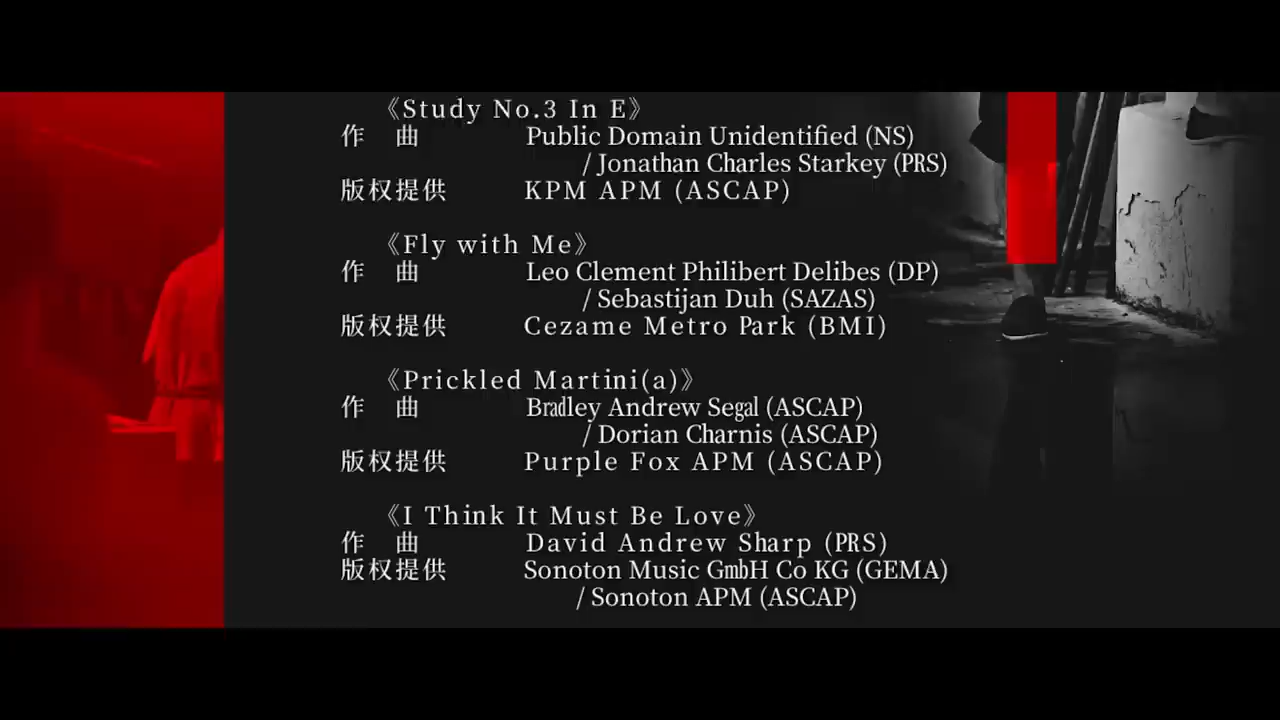 《Study No.3 In E》
作 曲 Public Domain Unidentified (NS)
/ Jonathan Charles Starkey (PRS)
版权提供 KPM APM (ASCAP)
《Fly with Me》
作 曲 Leo Clement Philibert Delibes (DP)
/ Sebastijan Duh (SAZAS)
版权提供 Cezame Metro Park (BMI)
《Prickled Martini(a)》
作 曲 Bradley Andrew Segal (ASCAP)
/ Dorian Charnis (ASCAP)
版权提供 Purple Fox APM (ASCAP)
《I Think It Must Be Love》
作 曲 David Andrew Sharp (PRS)
版权提供 Sonoton Music GmbH Co KG (GEMA)
/ Sonoton APM (ASCAP)